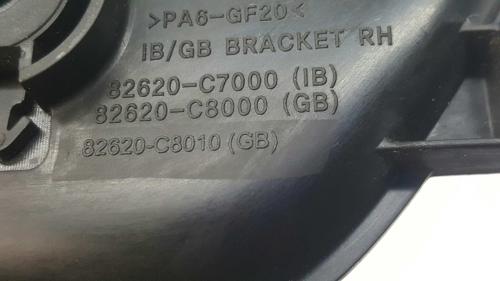 >PA6-GF20<
IB/GB BRACKET RH
82620-C7000 (IB)
82620-C8000 (GB)
82620-C8010 (GB)